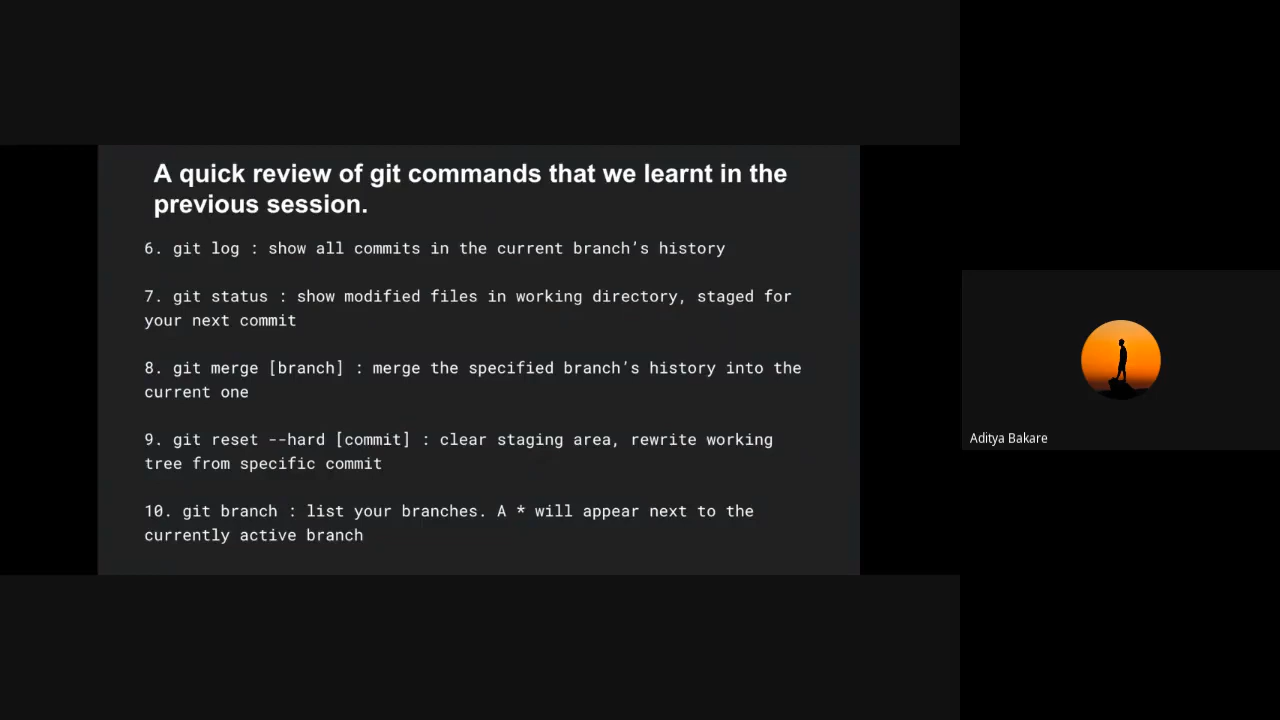 A quick review of git commands that we learnt in the
previous session.
6. git log : show all commits in the current branch’s history
7. git status : show modified files in working directory, staged for
your next commit
8. git merge [branch] : merge the specified branch’s history into the
current one
9. git reset --hard [commit] : clear staging area, rewrite working
tree from specific commit
10. git branch : list your branches. A * will appear next to the
currently active branch
Aditya Bakare